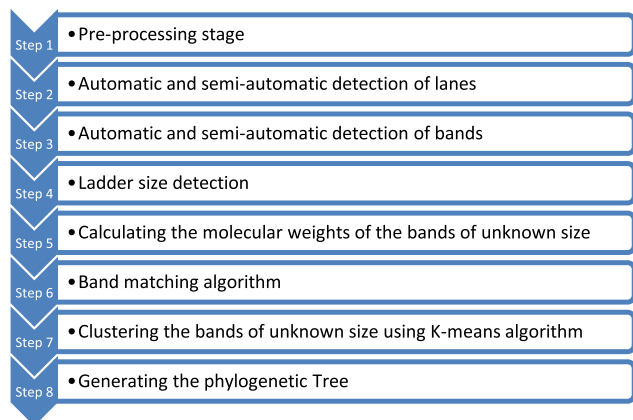 Step 1
•Pre-processing stage
Step 2
•Automatic and semi-automatic detection of lanes
Step 3
•Automatic and semi-automatic detection of bands
Step 4
•Ladder size detection
Step 5
•Calculating the molecular weights of the bands of unknown size
Step 6
•Band matching algorithm
Step 7
•Clustering the bands of unknown size using K-means algorithm
Step 8
•Generating the phylogenetic Tree